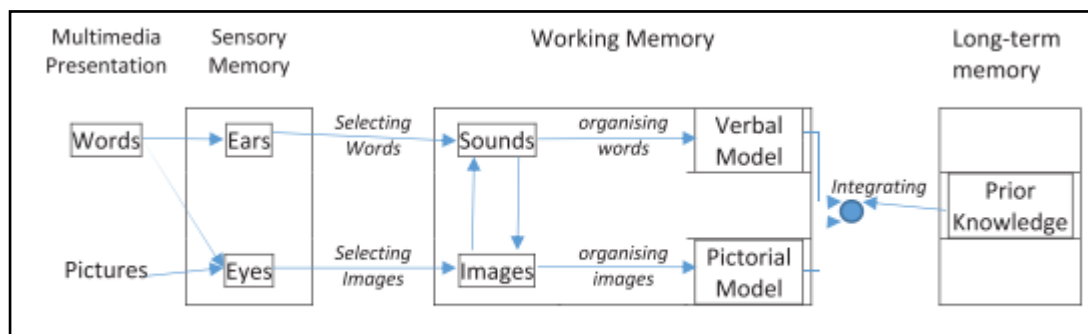 Multimedia
Presentation
Sensory
Memory
Working Memory
Long-term
memory
Words
Ears
Selecting
Words
Sounds
organising
words
Verbal
Model
Integrating
Prior
Knowledge
Pictures
Eyes
Selecting
Images
Images
organising
images
Pictorial
Model